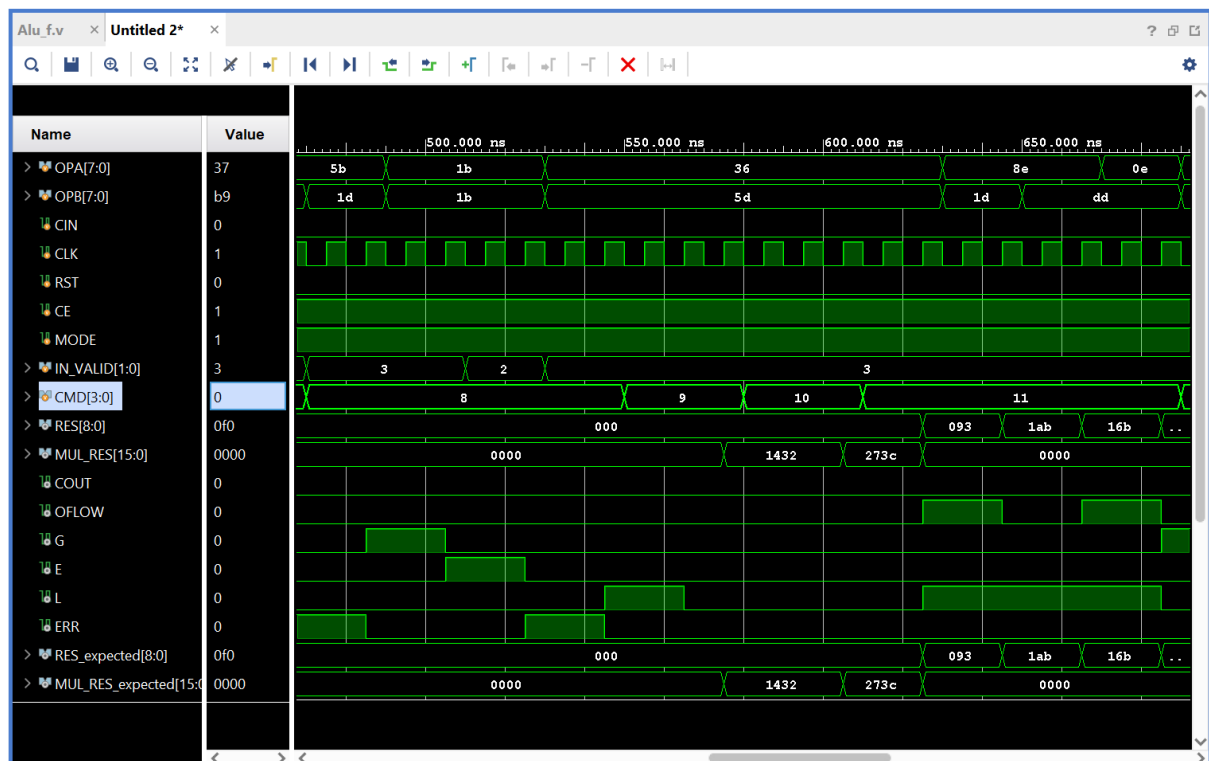 Alu_f.v × Untitled 2* × ?
Name Value
500.000 ns 550.000 ns 600.000 ns 650.000 ns
OPA[7:0] 37 5b 1b 36 8e 0e
OPB[7:0] b9 1d 1b 5d 1d dd
CIN 0
CLK 1
RST 0
CE 1
MODE 1
IN_VALID[1:0] 3 3 2 3
CMD[3:0] 0 8 9 10 11
RES[8:0] 0f0 000 093 1ab 16b ..
MUL_RES[15:0] 0000 0000 1432 273c 0000
COUT 0
OFLOW 0
G 0
E 0
L 0
ERR 0
RES_expected[8:0] 0f0 000 093 1ab 16b ..
MUL_RES_expected[15:0 0000 0000 1432 273c 0000